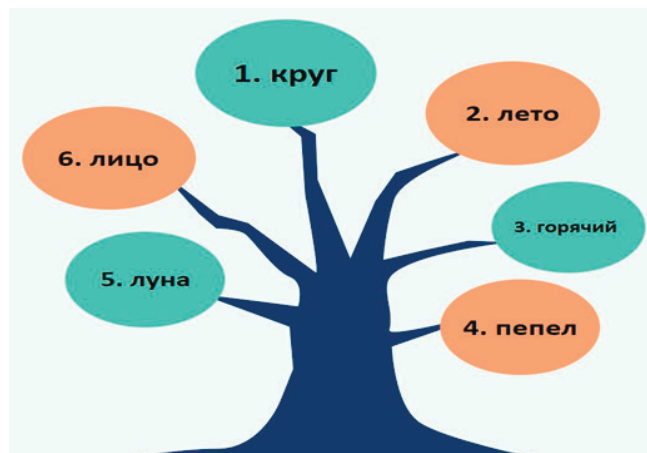 1. круг
2. лето
3. горячий
4. пепел
5. луна
6. лицо